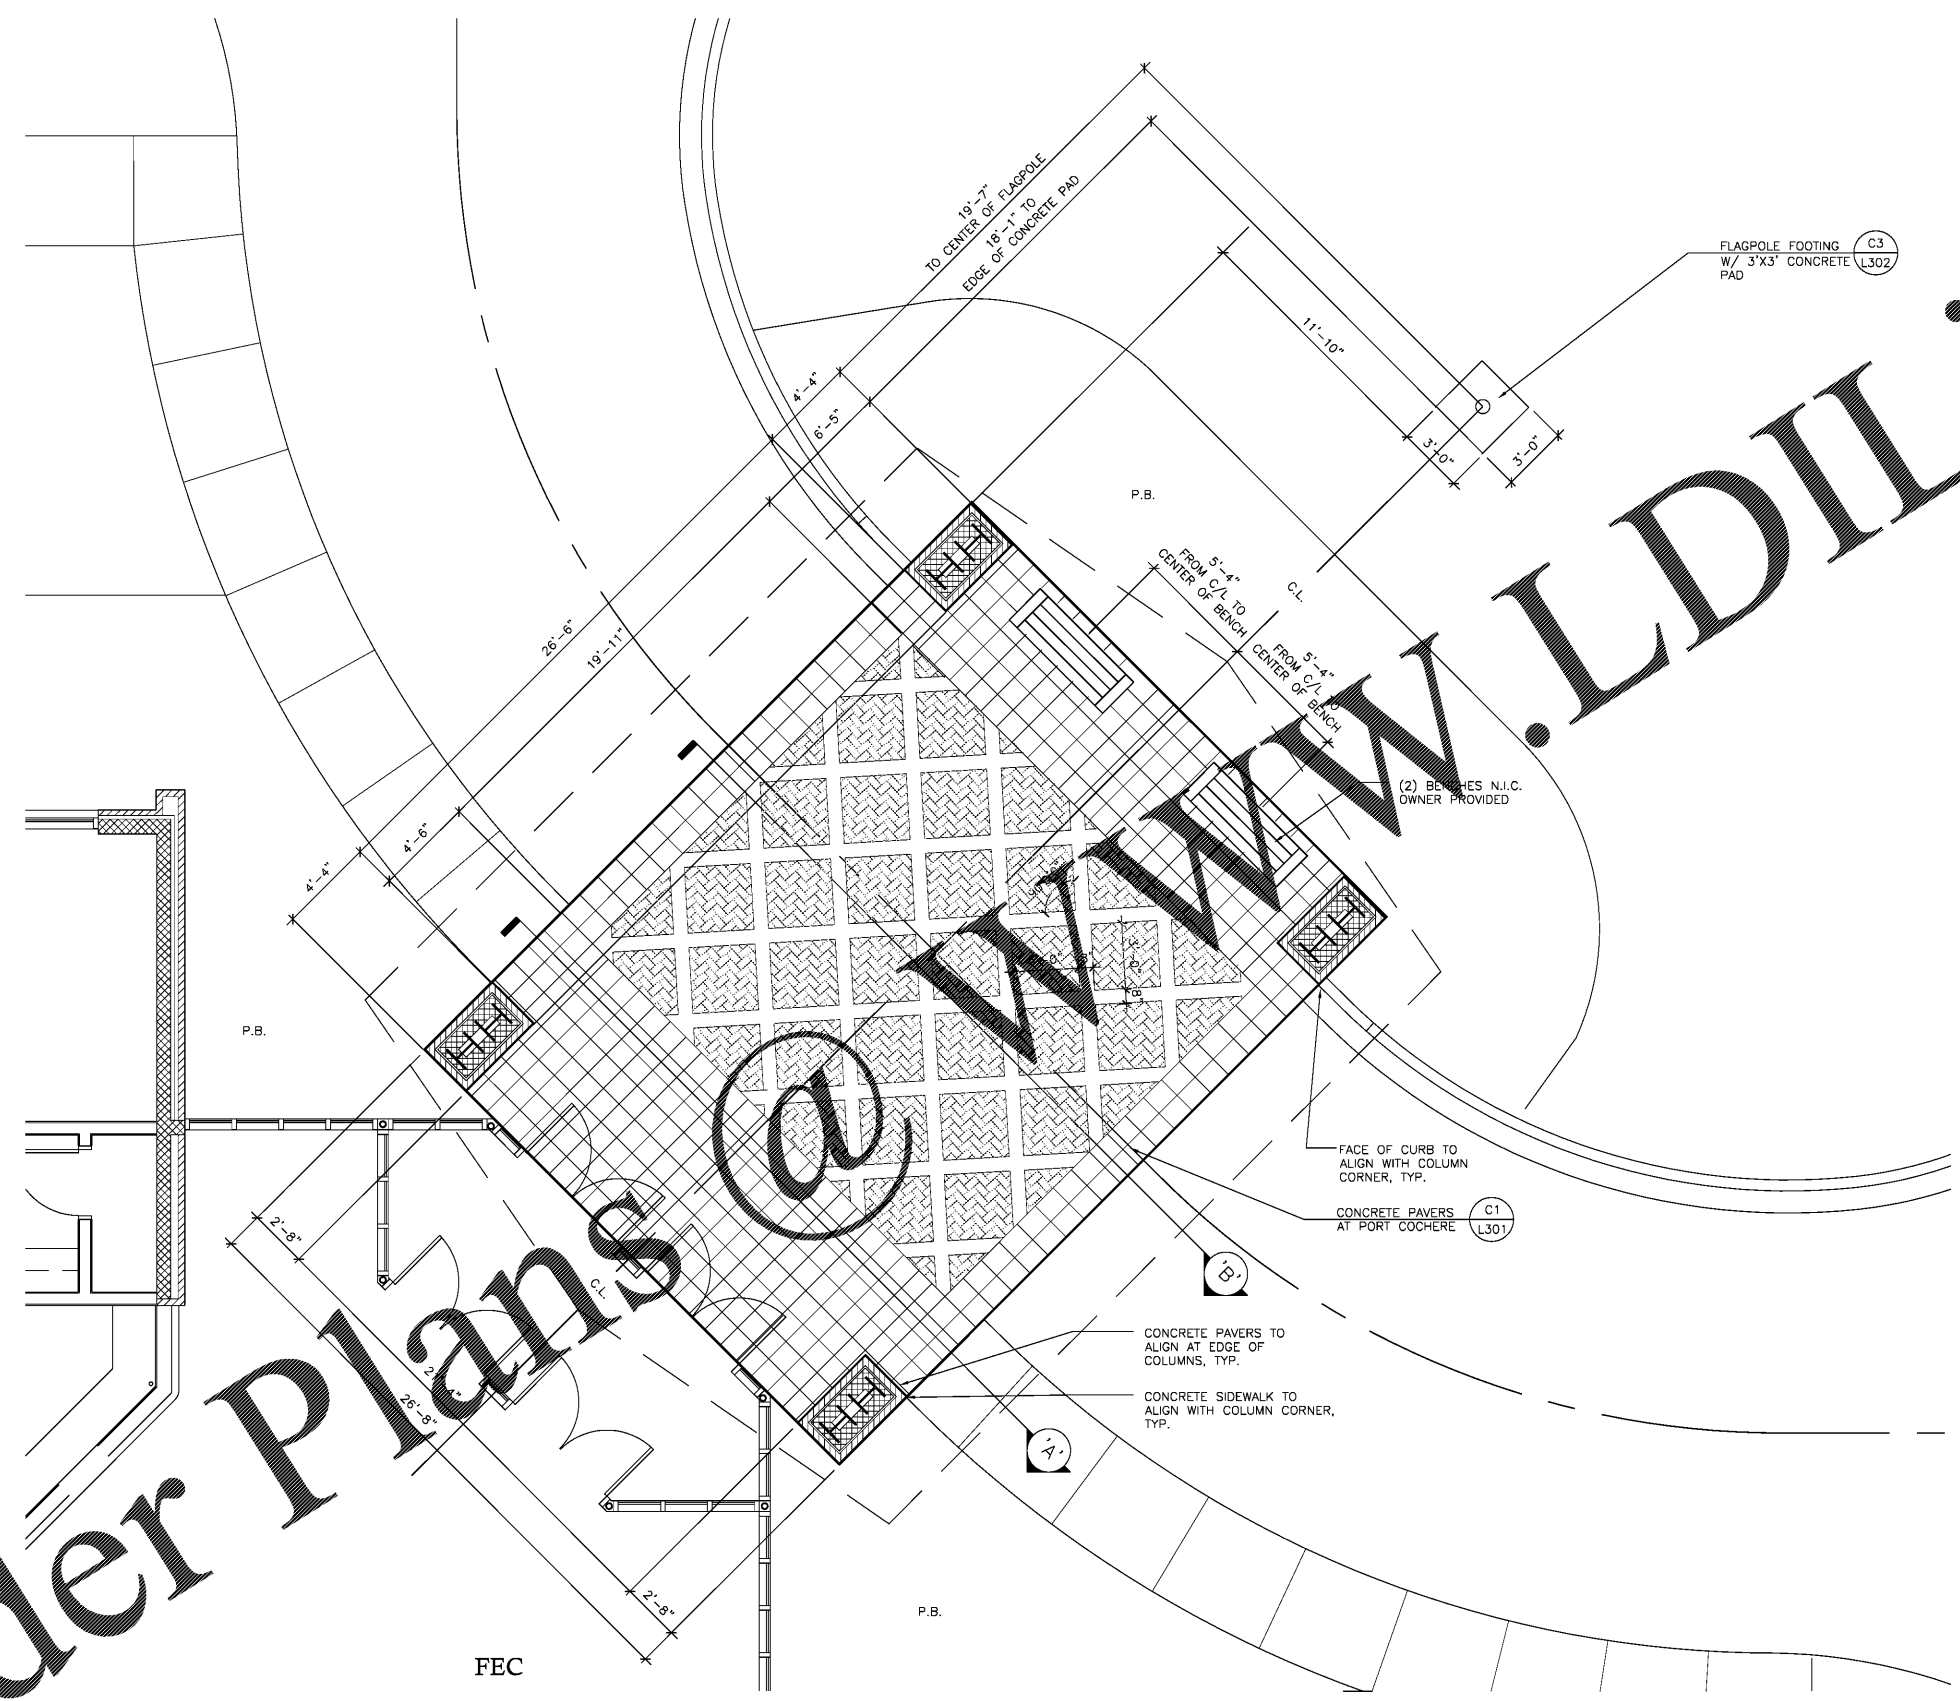 19'-7"
TO CENTER OF FLAGPOLE
18'-1" TO
EDGE OF CONCRETE PAD
FLAGPOLE FOOTING
W/ 3'X3' CONCRETE
PAD
C3
L302
11'-10"
4'-4"
6'-5"
3'-0"
3'-0"
P.B.
5'-4"
FROM C/L TO
CENTER OF BENCH
C.L.
5'-4"
FROM C/L TO
CENTER OF BENCH
26'-6"
19'-11"
(2) BENCHES N.I.C.
OWNER PROVIDED
4'-6"
4'-4"
3'-0"
8"
P.B.
FACE OF CURB TO
ALIGN WITH COLUMN
CORNER, TYP.
CONCRETE PAVERS
AT PORT COCHERE
C1
L301
2'-8"
'B'
C.L.
CONCRETE PAVERS TO
ALIGN AT EDGE OF
COLUMNS, TYP.
CONCRETE SIDEWALK TO
ALIGN WITH COLUMN CORNER,
TYP.
'A'
26'-8"
2'-8"
P.B.
FEC
der Plans @ WWW.LDIL.